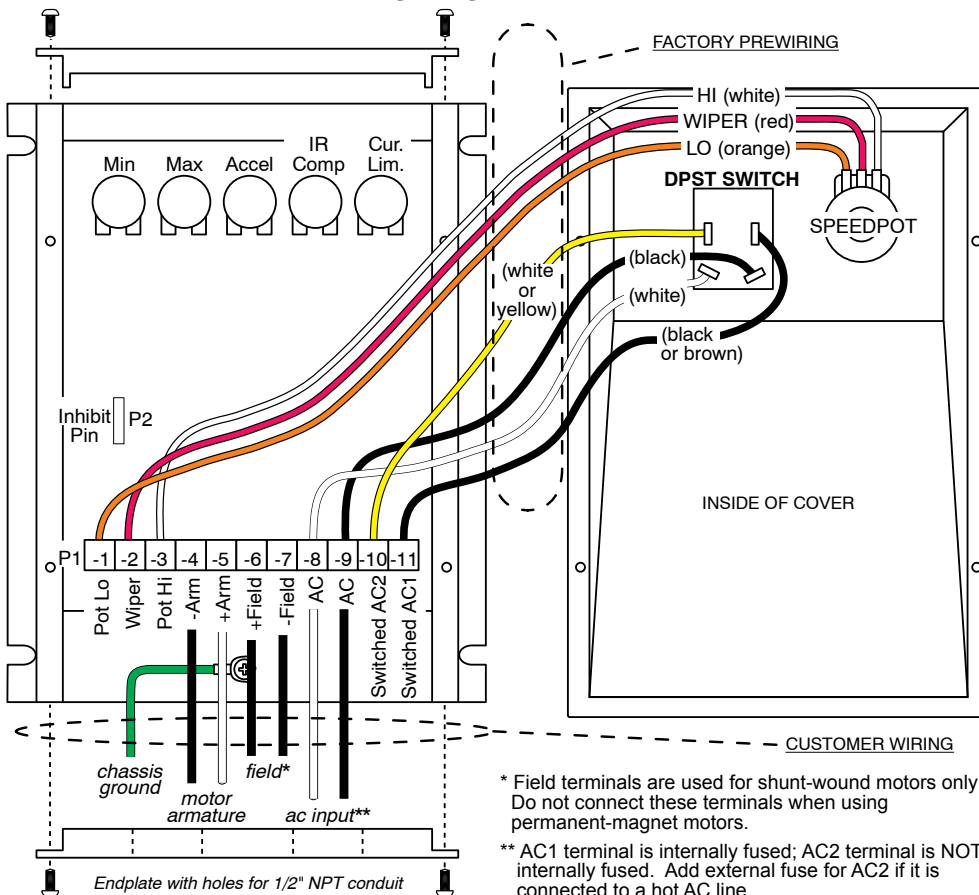 FACTORY PREWIRING
HI (white)
WIPER (red)
LO (orange)
DPST SWITCH
SPEEDPOT
Min
Max
Accel
IR
Comp
Cur.
Lim.
(white
or
yellow)
(black)
(white)
(black
or brown)
Inhibit
Pin
P2
INSIDE OF COVER
P1 -1 -2 -3 -4 -5 -6 -7 -8 -9 -10 -11
Pot Lo
Wiper
Pot Hi
-Arm
+Arm
+Field
-Field
AC
AC
Switched AC2
Switched AC1
CUSTOMER WIRING
chassis
ground
motor
armature
field*
ac input**
* Field terminals are used for shunt-wound motors only
Do not connect these terminals when using
permanent-magnet motors.
** AC1 terminal is internally fused; AC2 terminal is NOT
internally fused. Add external fuse for AC2 if it is
connected to a hot AC line
Endplate with holes for 1/2" NPT conduit